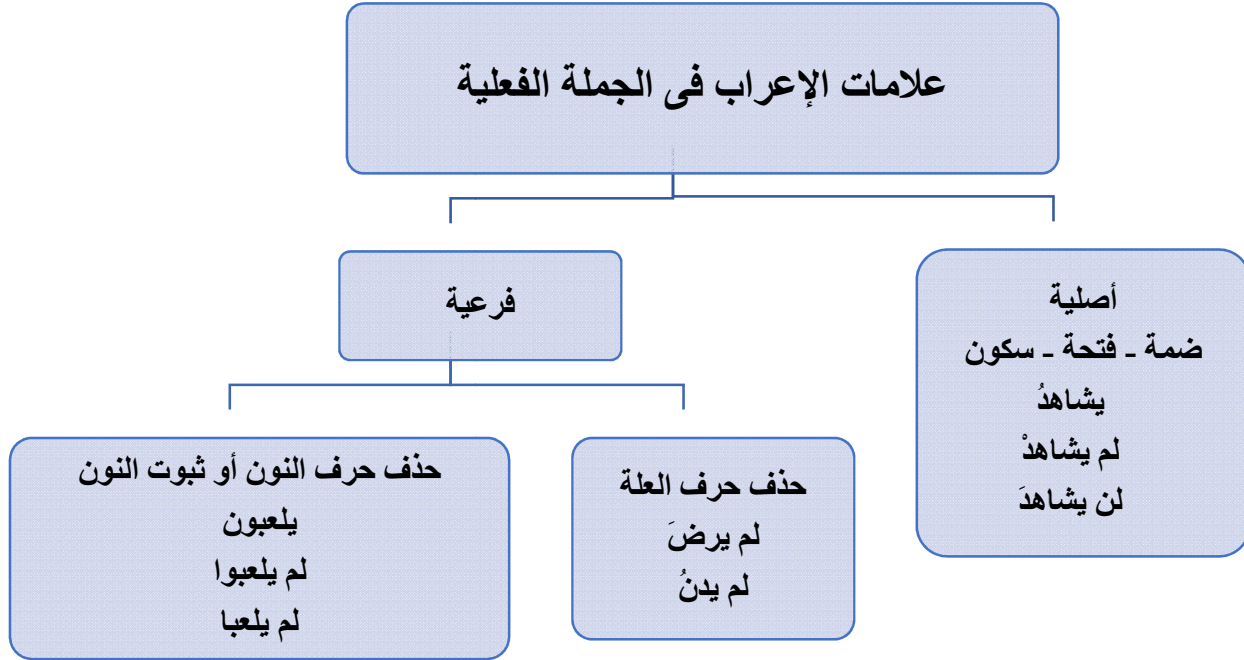 علامات الإعراب فى الجملة الفعلية
أصلية
ضمة - فتحة - سكون
يشاهدُ
لم يشاهدْ
لن يشاهدَ
فرعية
حذف حرف العلة
لم يرضَ
لم يدنُ
حذف حرف النون أو ثبوت النون
يلعبون
لم يلعبوا
لم يلعبا